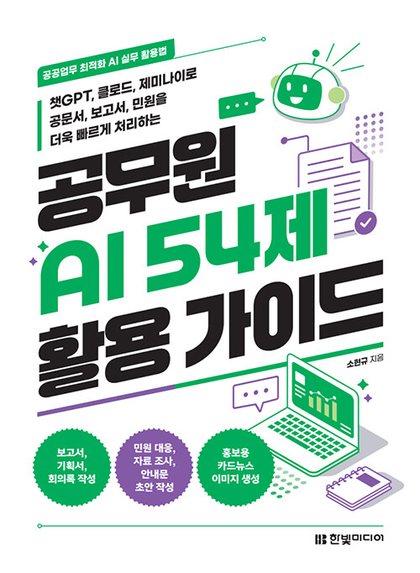 공공업무 최적화 AI 실무 활용법
챗GPT, 클로드, 제미나이로
공문서, 보고서, 민원을
더욱 빠르게 처리하는
공무원
AI 54제
활용 가이드
소현규 지음
보고서,
기획서,
회의록 작성
민원 대응,
자료 조사,
안내문
초안 작성
홍보용
카드뉴스
이미지 생성
한빛미디어